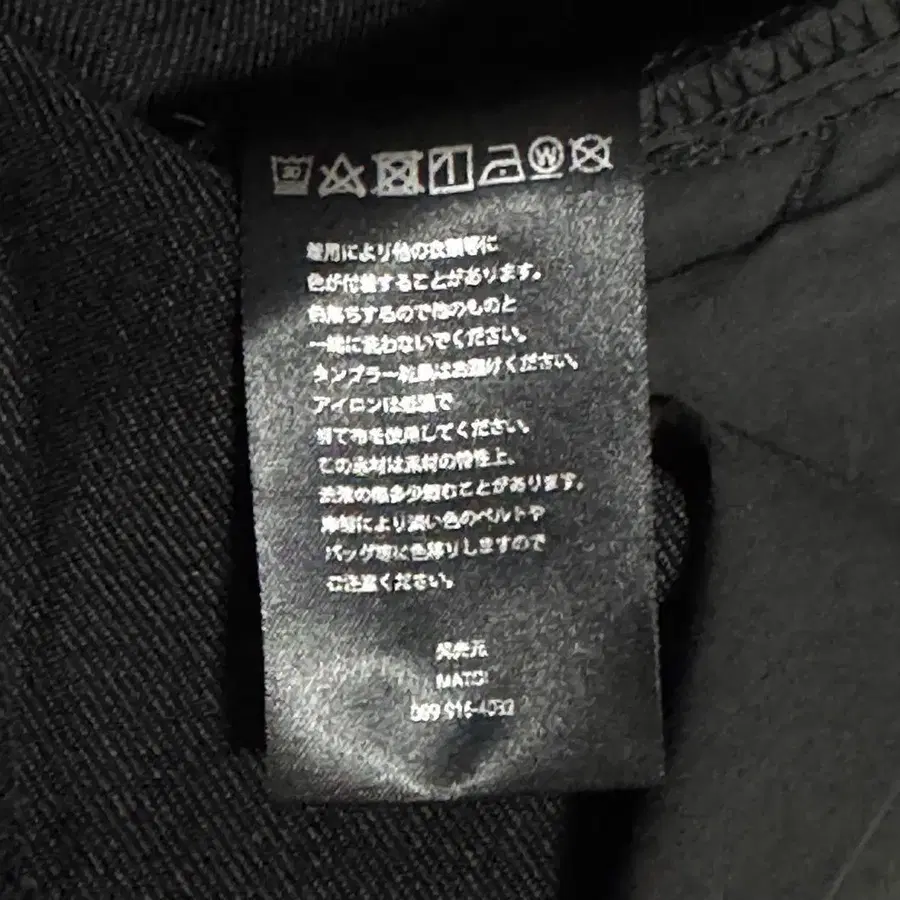 30
W
着用により他の衣類等に
色が付着することがあります。
色落ちするので他のものと
一緒に洗わないでください。
タンブラー乾燥はお避けください。
アイロンは低温で
当て布を使用してください。
この素材は素材の特性上、
洗濯の際多少縮むことがあります。
摩擦により淡い色のベルトや
バッグ等に色移りしますので
ご注意ください。
発売元